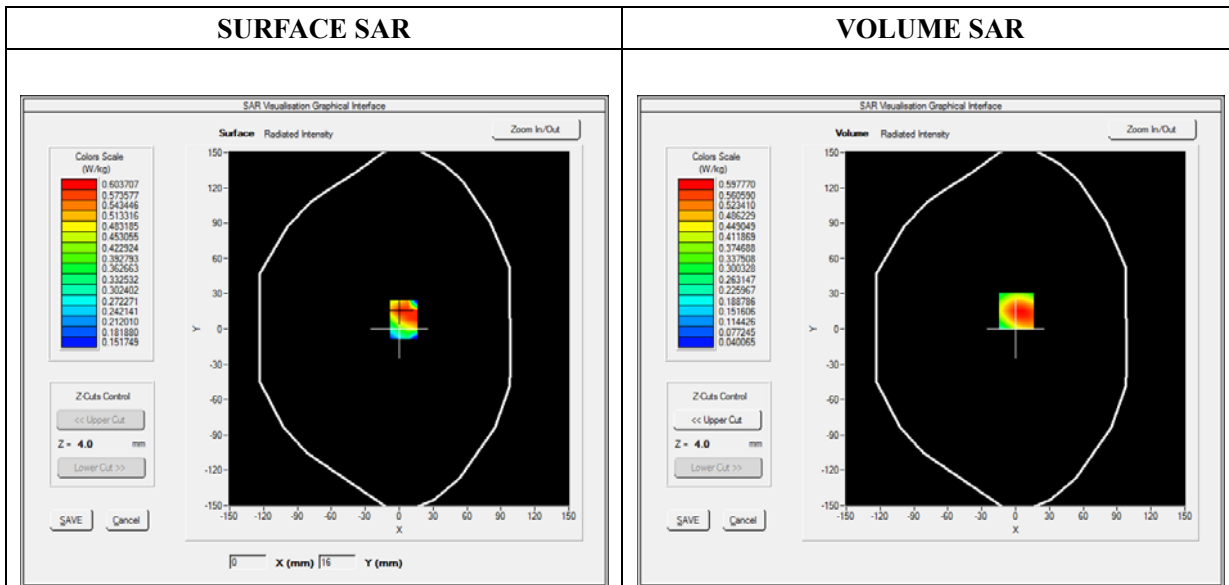 SURFACE SAR
VOLUME SAR
SAR Visualisation Graphical Interface
Surface Radiated Intensity
Zoom In/Out
Colors Scale
(W/kg)
0.603707
0.573577
0.543446
0.513316
0.483185
0.453055
0.422924
0.392793
0.362663
0.332532
0.302402
0.272271
0.242141
0.212010
0.181880
0.151749
Z-Cuts Control
<< Upper Cut
Z = 4.0 mm
Lower Cut >>
SAVE Cancel
150
120
90
60
30
0
-30
-60
-90
-120
-150
Y
-150 -120 -90 -60 -30 0 30 60 90 120 150
X
0 X (mm) 16 Y (mm)
SAR Visualisation Graphical Interface
Volume Radiated Intensity
Zoom In/Out
Colors Scale
(W/kg)
0.597770
0.560590
0.523410
0.486229
0.449049
0.411869
0.374688
0.337508
0.300328
0.263147
0.225967
0.188786
0.151606
0.114426
0.077245
0.040065
Z-Cuts Control
<< Upper Cut
Z = 4.0 mm
Lower Cut >>
SAVE Cancel
150
120
90
60
30
0
-30
-60
-90
-120
-150
Y
-150 -120 -90 -60 -30 0 30 60 90 120 150
X